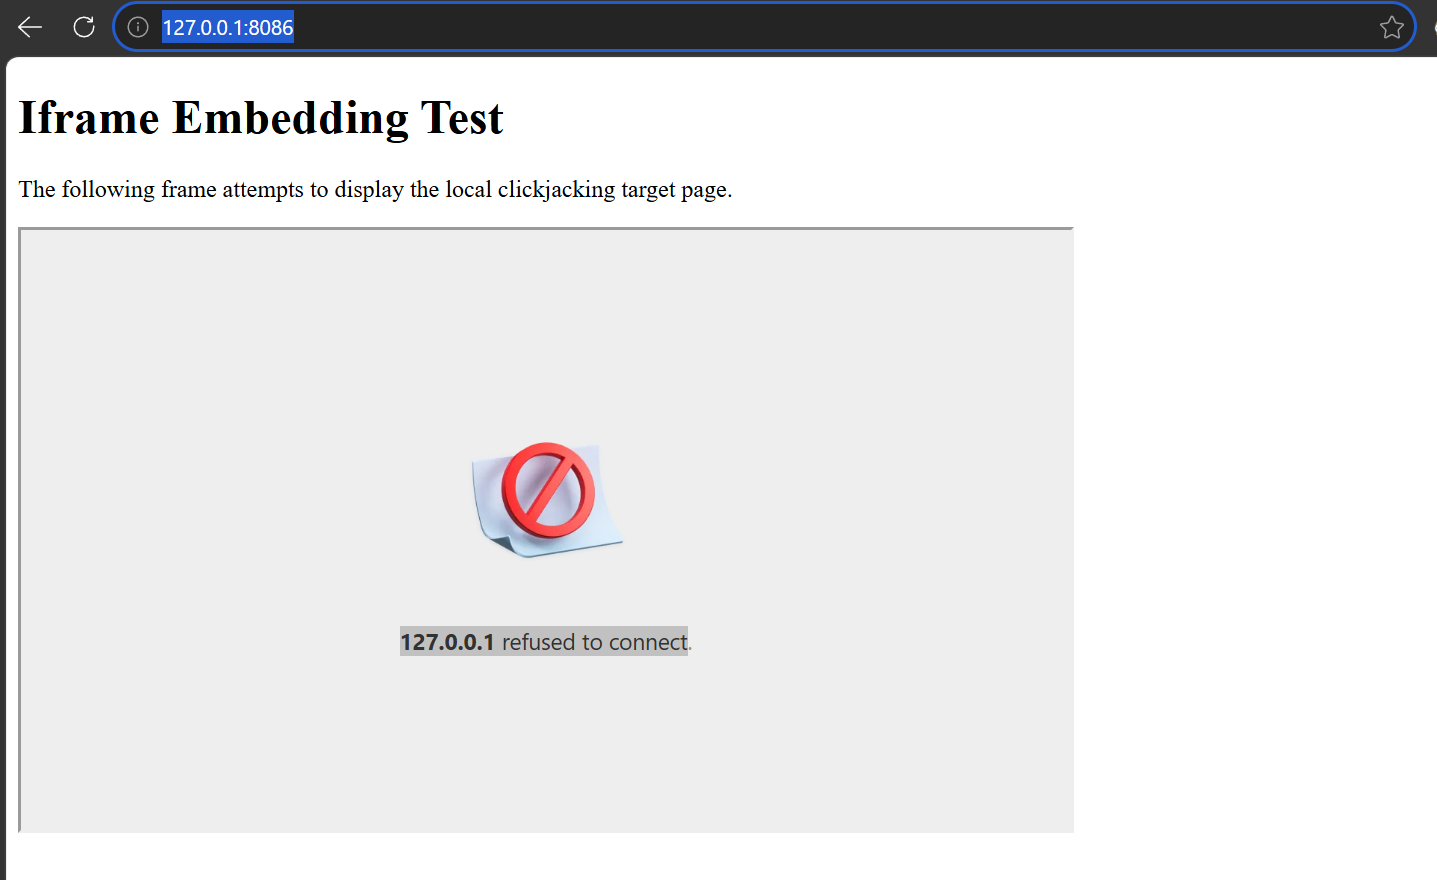 127.0.0.1:8086
Iframe Embedding Test
The following frame attempts to display the local clickjacking target page.
127.0.0.1 refused to connect.